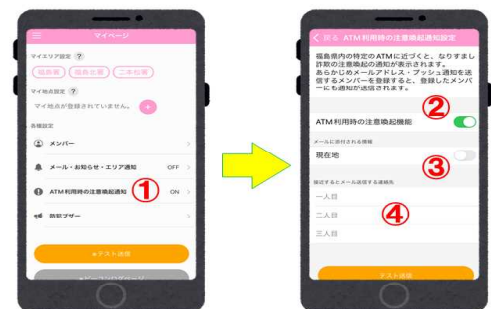 マイページ
マイエリア設定 ?
福島署 福島北署 二本松署
マイ地点設定 ?
マイ地点が登録されていません。 +
各種設定
メンバー
メール・お知らせ・エリア通知 OFF
ATM利用時の注意喚起通知 ① ON
防犯ブザー
テスト送信
< 戻る ATM利用時の注意喚起通知設定
福島県内の特定のATMに近づくと、なりすまし
詐欺の注意喚起の通知が表示されます。
あらかじめメールアドレス・プッシュ通知を送
信するメンバーを登録すると、登録したメンバ
ーにも通知が送信されます。
②
ATM利用時の注意喚起機能
メールに添付される情報
現在地 ③
接近するとメール送信する連絡先
一人目
二人目 ④
三人目
テスト送信